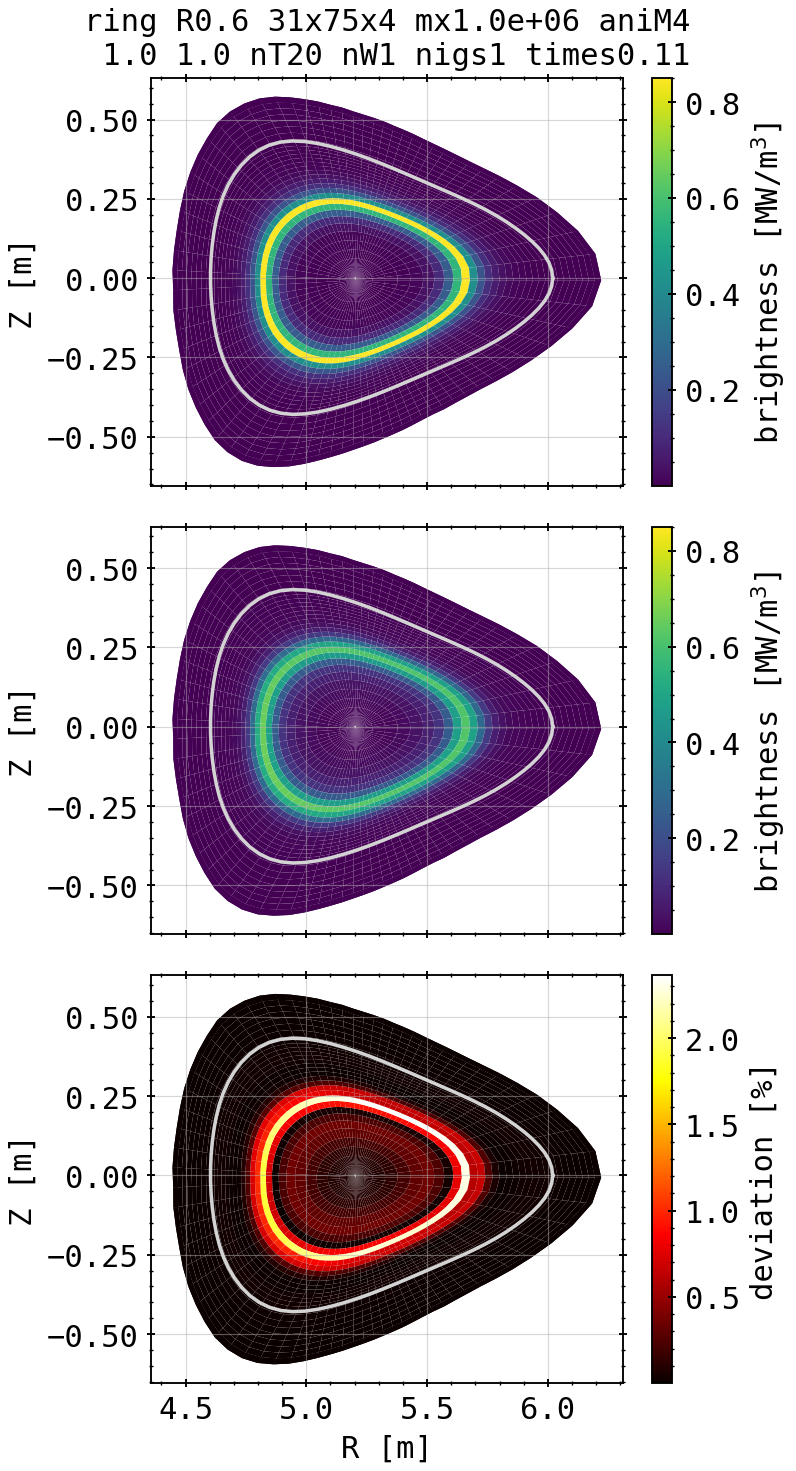 ring R0.6 31x75x4 mx1.0e+06 aniM4
1.0 1.0 nT20 nW1 nigs1 times0.11
0.50
0.25
0.00
−0.25
−0.50
Z [m]
0.8
0.6
0.4
0.2
brightness [MW/m³]
0.50
0.25
0.00
−0.25
−0.50
Z [m]
0.8
0.6
0.4
0.2
brightness [MW/m³]
0.50
0.25
0.00
−0.25
−0.50
Z [m]
2.0
1.5
1.0
0.5
deviation [%]
4.5 5.0 5.5 6.0
R [m]